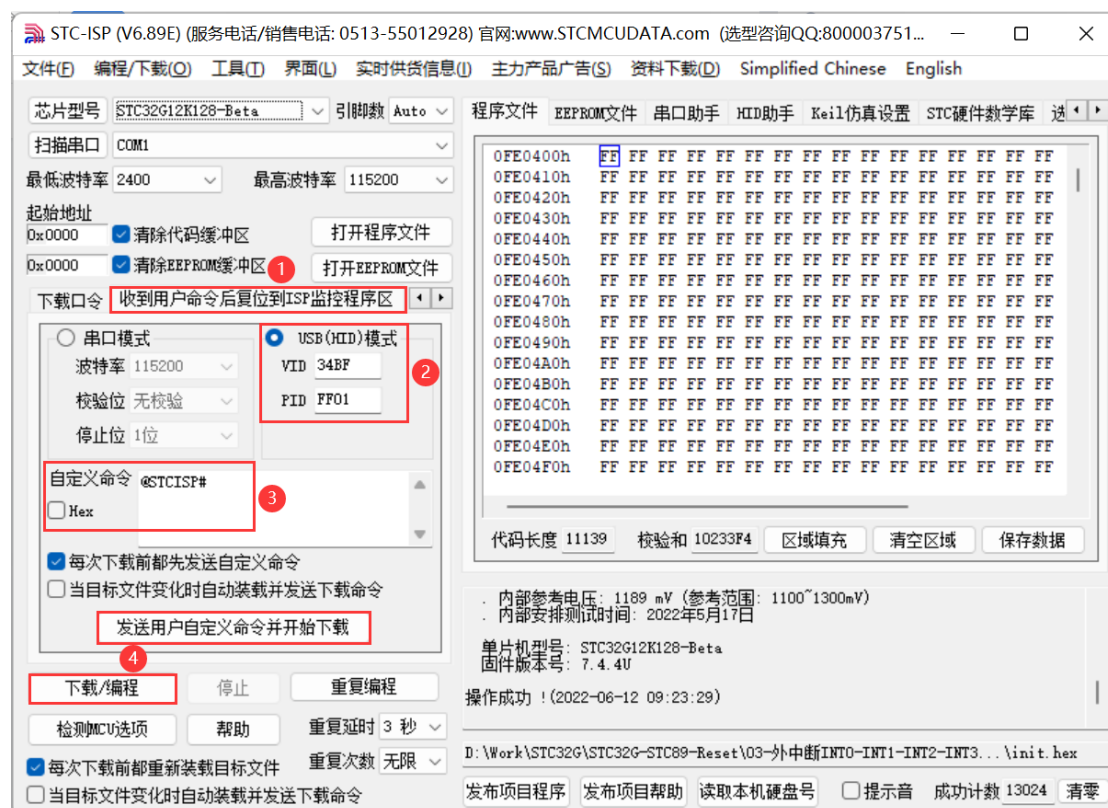 STC-ISP (V6.89E) (服务电话/销售电话: 0513-55012928) 官网:www.STCMCUDATA.com (选型咨询QQ:800003751...
文件(F) 编程/下载(O) 工具(T) 界面(L) 实时供货信息(I) 主力产品广告(S) 资料下载(D) Simplified Chinese English
芯片型号 STC32G12K128-Beta 引脚数 Auto
扫描串口 COM1
最低波特率 2400 最高波特率 115200
起始地址
0x0000 清除代码缓冲区 打开程序文件
0x0000 清除EEPROM缓冲区 1 打开EEPROM文件
下载口令 收到用户命令后复位到ISP监控程序区
串口模式 USB(HID)模式
波特率 115200 VID 34BF 2
校验位 无校验 PID FF01
停止位 1位
自定义命令 @STCISP#
Hex 3
每次下载前都先发送自定义命令
当目标文件变化时自动装载并发送下载命令
发送用户自定义命令并开始下载
4
下载/编程 停止 重复编程
检测MCU选项 帮助 重复延时 3 秒
每次下载前都重新装载目标文件 重复次数 无限
当目标文件变化时自动装载并发送下载命令
程序文件 EEPROM文件 串口助手 HID助手 Keil仿真设置 STC硬件数学库 选
0FE0400h FF FF FF FF FF FF FF FF FF FF FF FF FF FF FF FF
0FE0410h FF FF FF FF FF FF FF FF FF FF FF FF FF FF FF FF
0FE0420h FF FF FF FF FF FF FF FF FF FF FF FF FF FF FF FF
0FE0430h FF FF FF FF FF FF FF FF FF FF FF FF FF FF FF FF
0FE0440h FF FF FF FF FF FF FF FF FF FF FF FF FF FF FF FF
0FE0450h FF FF FF FF FF FF FF FF FF FF FF FF FF FF FF FF
0FE0460h FF FF FF FF FF FF FF FF FF FF FF FF FF FF FF FF
0FE0470h FF FF FF FF FF FF FF FF FF FF FF FF FF FF FF FF
0FE0480h FF FF FF FF FF FF FF FF FF FF FF FF FF FF FF FF
0FE0490h FF FF FF FF FF FF FF FF FF FF FF FF FF FF FF FF
0FE04A0h FF FF FF FF FF FF FF FF FF FF FF FF FF FF FF FF
0FE04B0h FF FF FF FF FF FF FF FF FF FF FF FF FF FF FF FF
0FE04C0h FF FF FF FF FF FF FF FF FF FF FF FF FF FF FF FF
0FE04D0h FF FF FF FF FF FF FF FF FF FF FF FF FF FF FF FF
0FE04E0h FF FF FF FF FF FF FF FF FF FF FF FF FF FF FF FF
0FE04F0h FF FF FF FF FF FF FF FF FF FF FF FF FF FF FF FF
代码长度 11139 校验和 10233F4 区域填充 清空区域 保存数据
. 内部参考电压: 1189 mV (参考范围: 1100~1300mV)
. 内部安排测试时间: 2022年5月17日
单片机型号: STC32G12K128-Beta
固件版本号: 7.4.4U
操作成功 !(2022-06-12 09:23:29)
D:\Work\STC32G\STC32G-STC89-Reset\03-外中断INT0-INT1-INT2-INT3...\init.hex
发布项目程序 发布项目帮助 读取本机硬盘号 提示音 成功计数 13024 清零